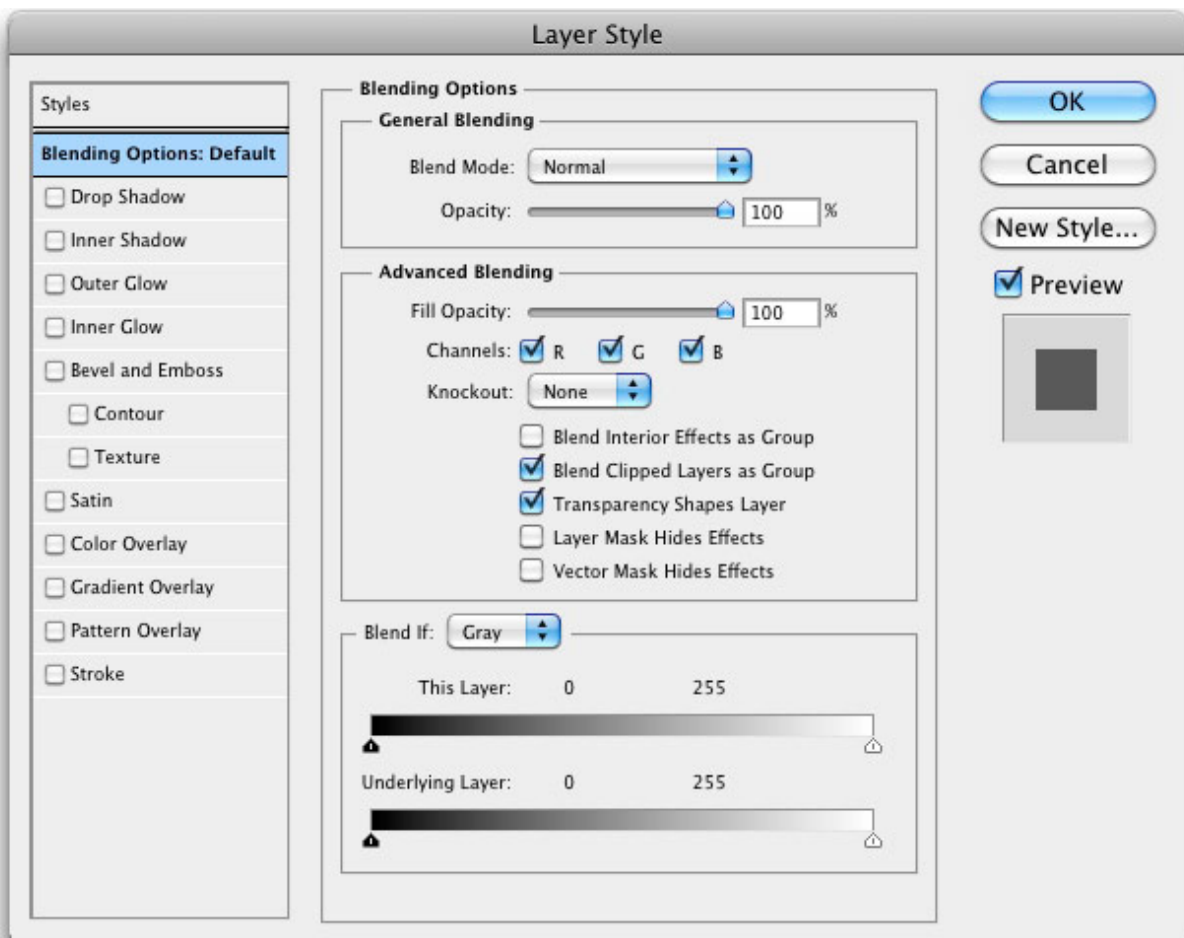 Layer Style
Styles
Blending Options: Default
Drop Shadow
Inner Shadow
Outer Glow
Inner Glow
Bevel and Emboss
Contour
Texture
Satin
Color Overlay
Gradient Overlay
Pattern Overlay
Stroke
Blending Options
General Blending
Blend Mode: Normal
Opacity: 100 %
Advanced Blending
Fill Opacity: 100 %
Channels: R G B
Knockout: None
Blend Interior Effects as Group
Blend Clipped Layers as Group
Transparency Shapes Layer
Layer Mask Hides Effects
Vector Mask Hides Effects
Blend If: Gray
This Layer: 0 255
Underlying Layer: 0 255
OK
Cancel
New Style...
Preview